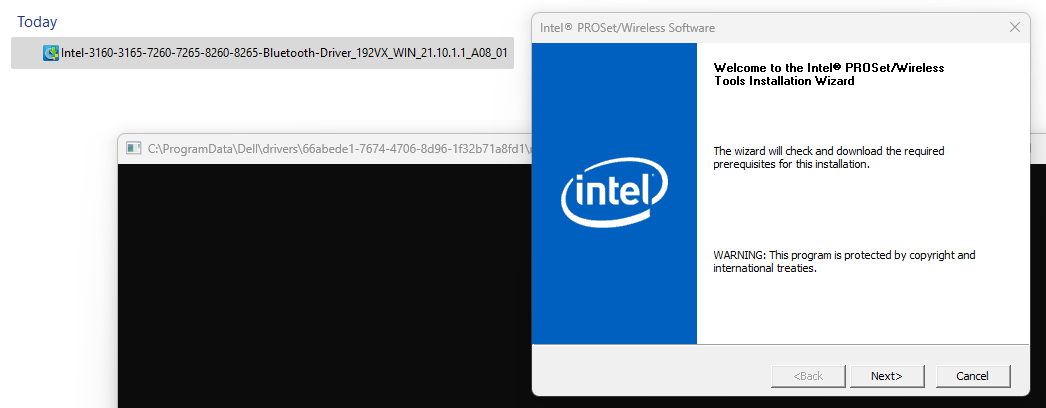 Today
Intel-3160-3165-7260-7265-8260-8265-Bluetooth-Driver_192VX_WIN_21.10.1.1_A08_01
C:\ProgramData\Dell\drivers\66abede1-7674-4706-8d96-1f32b71a8fd1\
Intel® PROSet/Wireless Software
Welcome to the Intel® PROSet/Wireless
Tools Installation Wizard
The wizard will check and download the required
prerequisites for this installation.
intel
WARNING: This program is protected by copyright and
international treaties.
<Back
Next>
Cancel